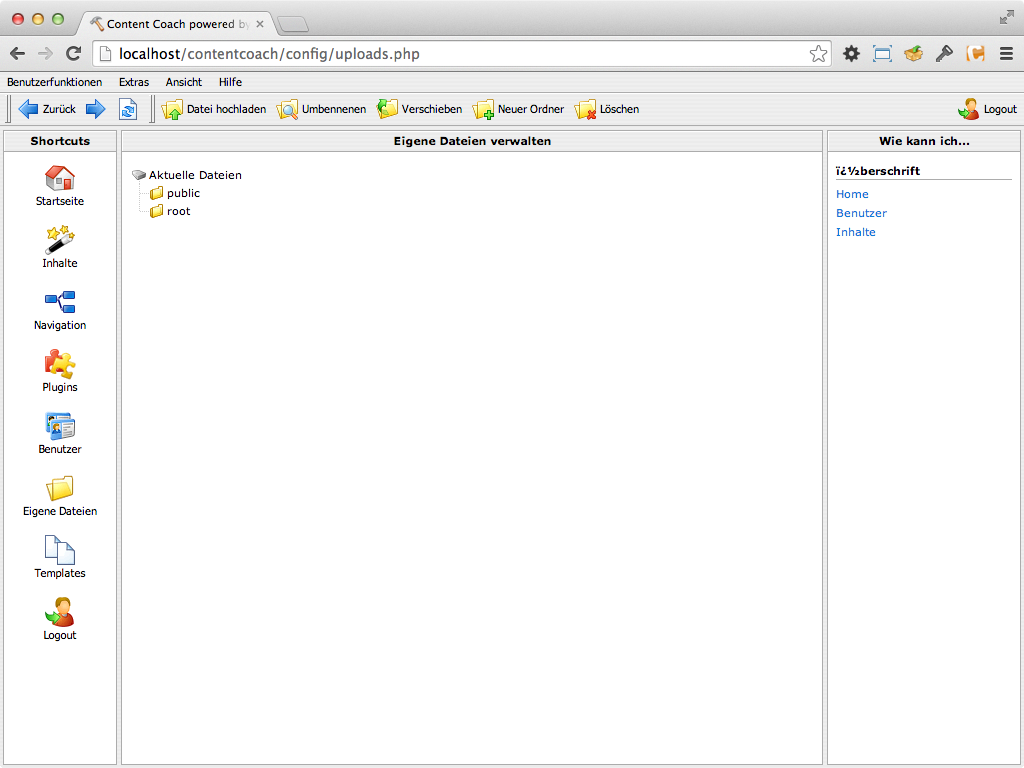 Content Coach powered by
localhost/contentcoach/config/uploads.php
Benutzerfunktionen Extras Ansicht Hilfe
Zurück Datei hochladen Umbennenen Verschieben Neuer Ordner Löschen Logout
Shortcuts
Startseite
Inhalte
Navigation
Plugins
Benutzer
Eigene Dateien
Templates
Logout
Eigene Dateien verwalten
Aktuelle Dateien
public
root
Wie kann ich...
ï¿½berschrift
Home
Benutzer
Inhalte